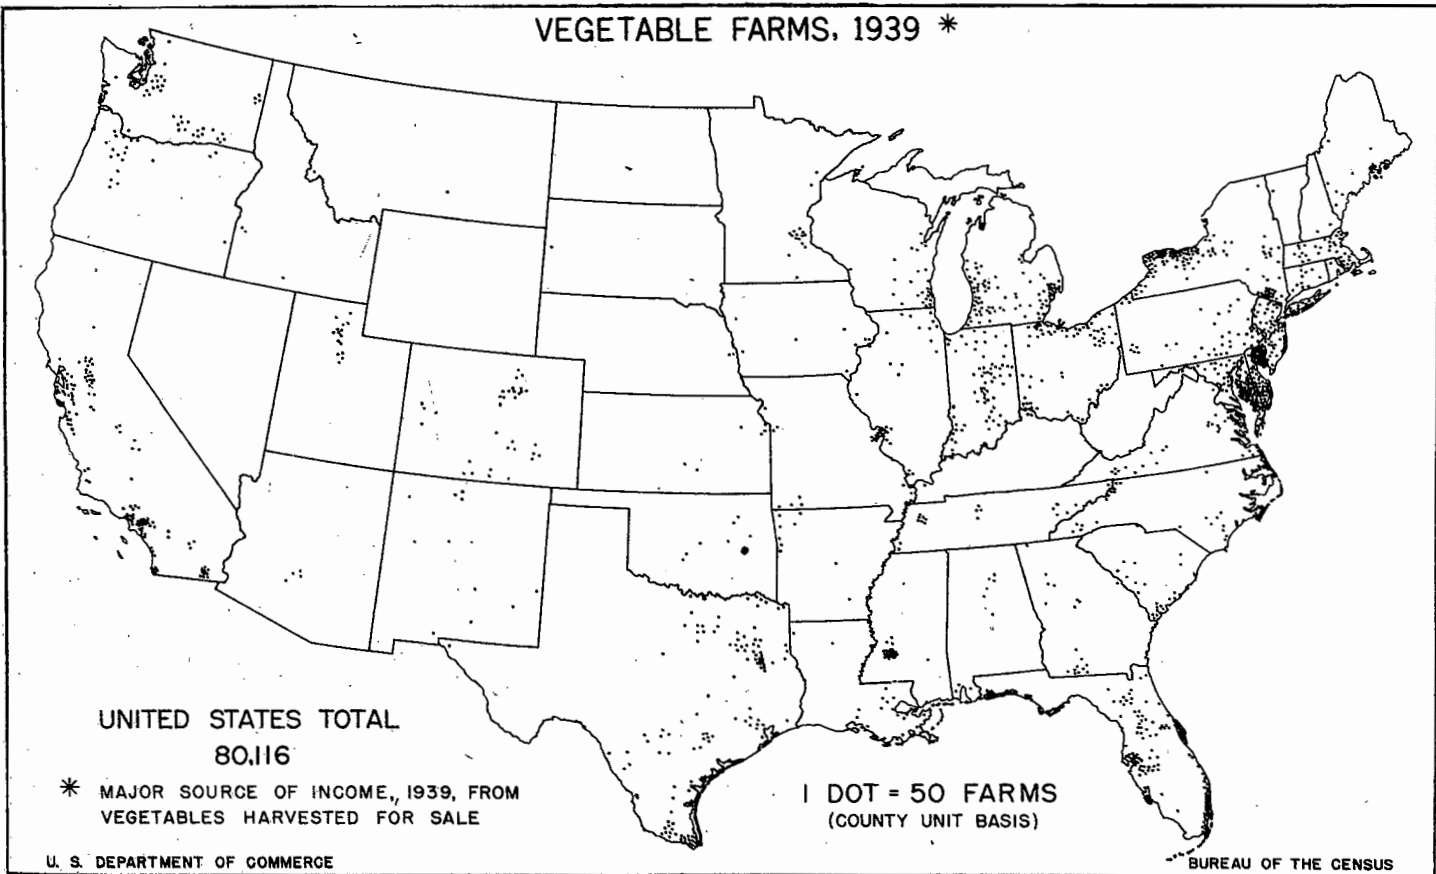 VEGETABLE FARMS, 1939 *
UNITED STATES TOTAL
80,116
* MAJOR SOURCE OF INCOME, 1939, FROM
VEGETABLES HARVESTED FOR SALE
1 DOT = 50 FARMS
(COUNTY UNIT BASIS)
U. S. DEPARTMENT OF COMMERCE
BUREAU OF THE CENSUS